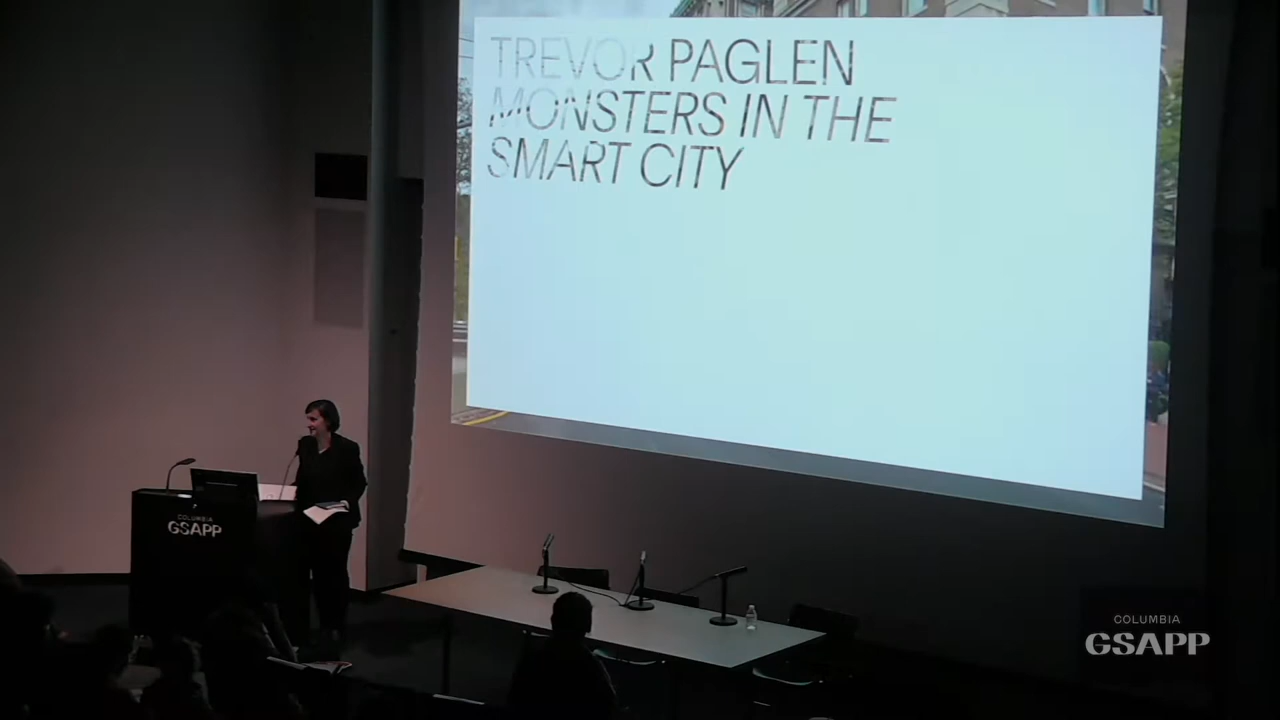 TREVOR PAGLEN
MONSTERS IN THE
SMART CITY
COLUMBIA
GSAPP
COLUMBIA
GSAPP